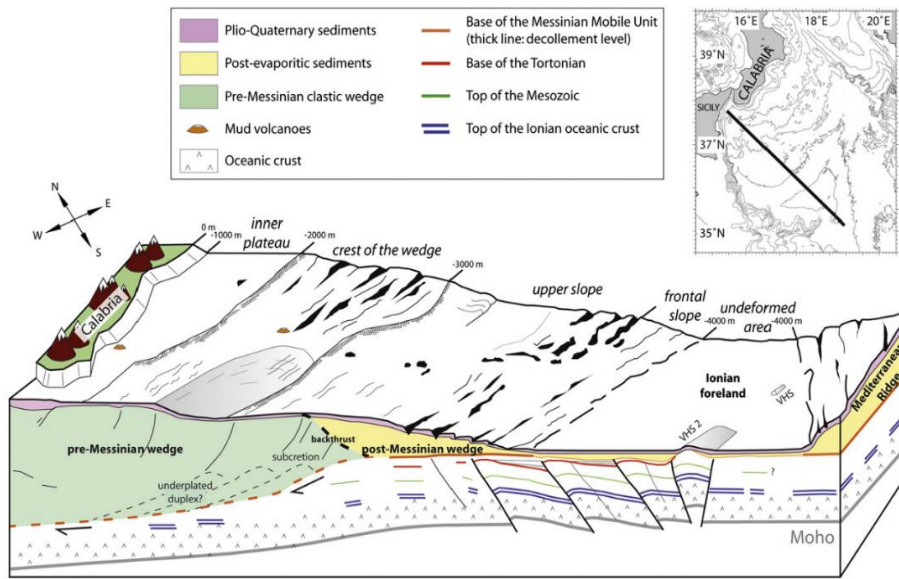 Plio-Quaternary sediments
Post-evaporitic sediments
Pre-Messinian clastic wedge
Mud volcanoes
Oceanic crust
Base of the Messinian Mobile Unit
(thick line: decollement level)
Base of the Tortonian
Top of the Mesozoic
Top of the Ionian oceanic crust
16˚E 18˚E 20˚E
39˚N
37˚N
35˚N
CALABRIA
SICILY
N
E
W
S
0 m
-1000 m
inner
plateau
-2000 m
crest of the wedge
-3000 m
upper slope
frontal
slope
-4000 m
undeformed
area
-4000 m
Calabria
Ionian
foreland
VHS
VHS 2
Mediterranean
Ridge
pre-Messinian wedge
backthrust
post-Messinian wedge
subcretion
underplated
duplex?
?
Moho